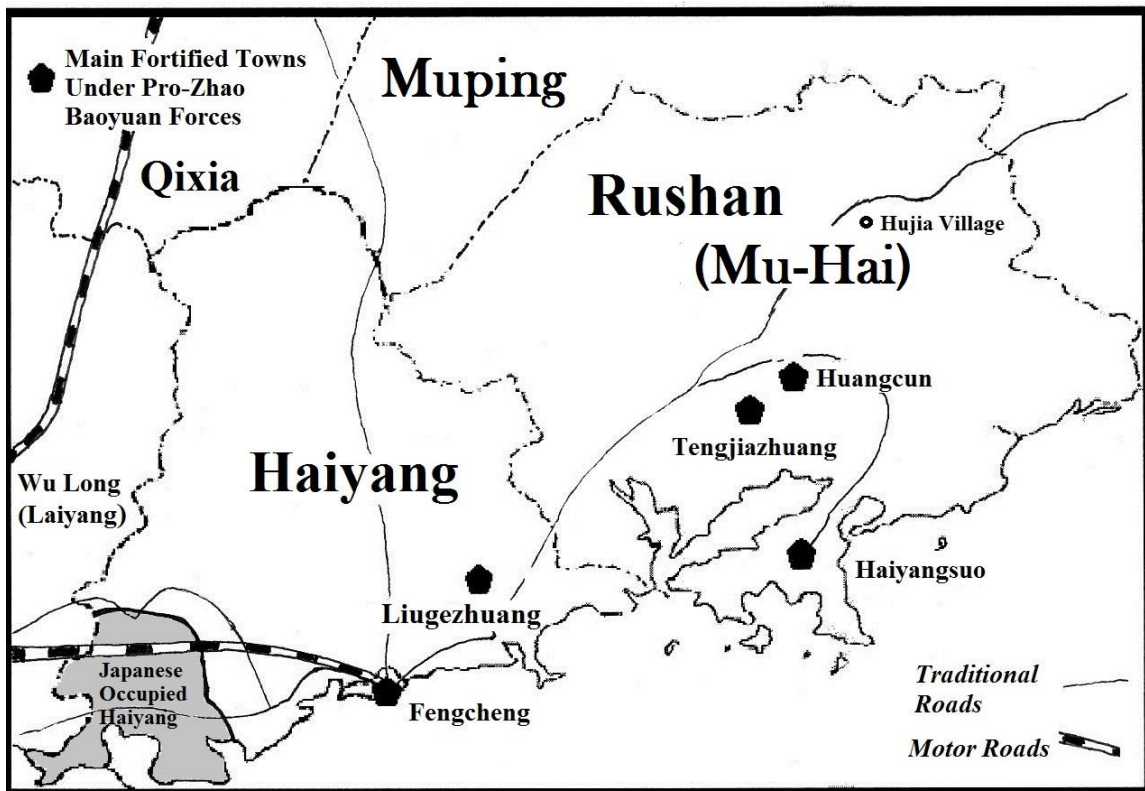 Main Fortified Towns
Under Pro-Zhao
Baoyuan Forces
Muping
Qixia
Rushan
(Mu-Hai)
Hujia Village
Huangcun
Tengjiazhuang
Haiyang
Wu Long
(Laiyang)
Haiyangsuo
Liugezhuang
Japanese
Occupied
Haiyang
Fengcheng
Traditional
Roads
Motor Roads